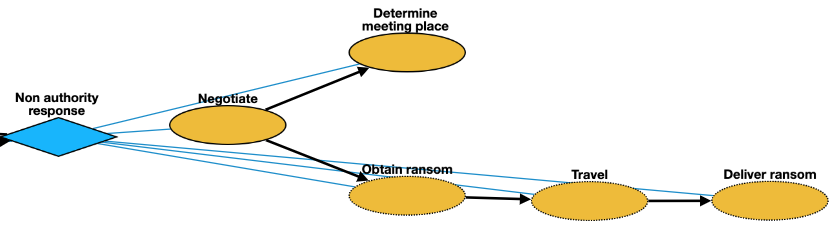 Determine
meeting place
Non authority
response
Negotiate
Obtain ransom
Travel
Deliver ransom